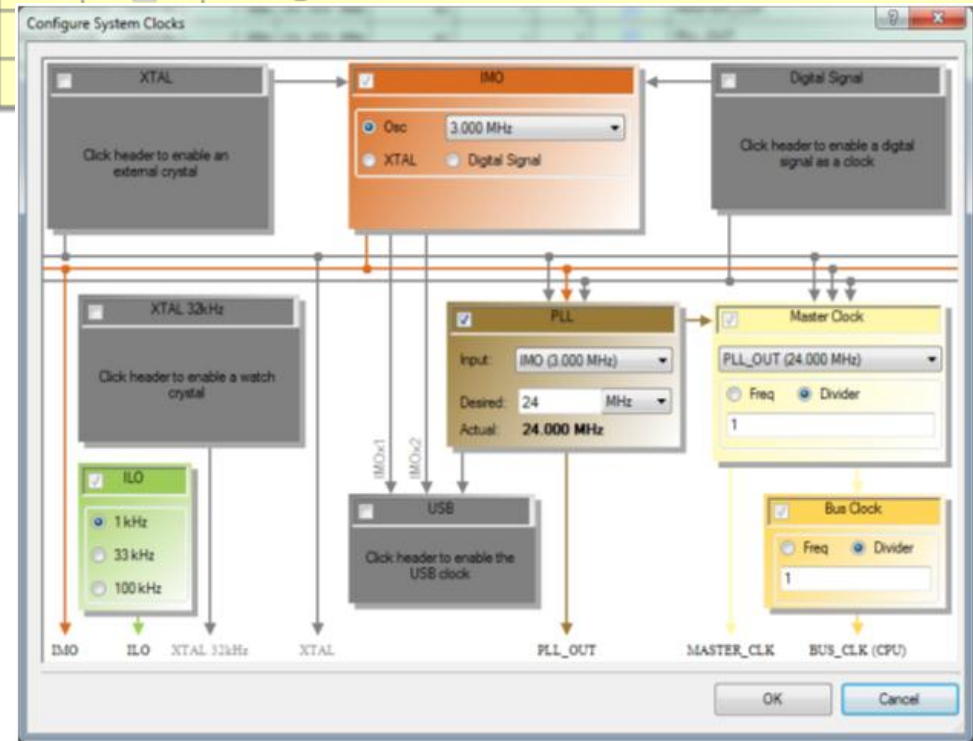 Configure System Clocks
XTAL
Click header to enable an
external crystal
IMO
Osc
3.000 MHz
XTAL
Digital Signal
Digital Signal
Click header to enable a digital
signal as a clock
XTAL 32kHz
Click header to enable a watch
crystal
PLL
Input:
IMO (3.000 MHz)
Desired:
24
MHz
Actual:
24.000 MHz
Master Clock
PLL_OUT (24.000 MHz)
Freq
Divider
1
ILO
1 kHz
33 kHz
100 kHz
IMOx1
IMOx2
USB
Click header to enable the
USB clock
Bus Clock
Freq
Divider
1
IMO
ILO
XTAL 32kHz
XTAL
PLL_OUT
MASTER_CLK
BUS_CLK (CPU)
OK
Cancel